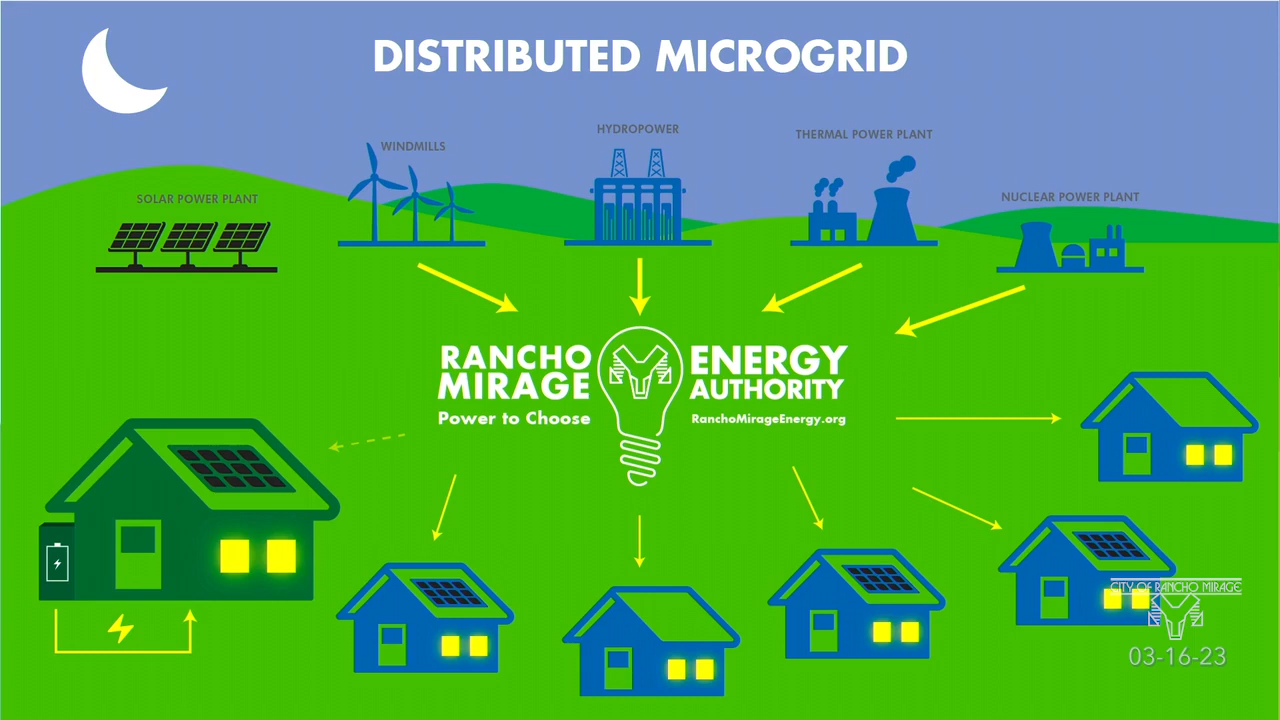 DISTRIBUTED MICROGRID
HYDROPOWER
THERMAL POWER PLANT
WINDMILLS
SOLAR POWER PLANT
NUCLEAR POWER PLANT
RANCHO
MIRAGE
Power to Choose
ENERGY
AUTHORITY
RanchoMirageEnergy.org
CITY OF RANCHO MIRAGE
03-16-23